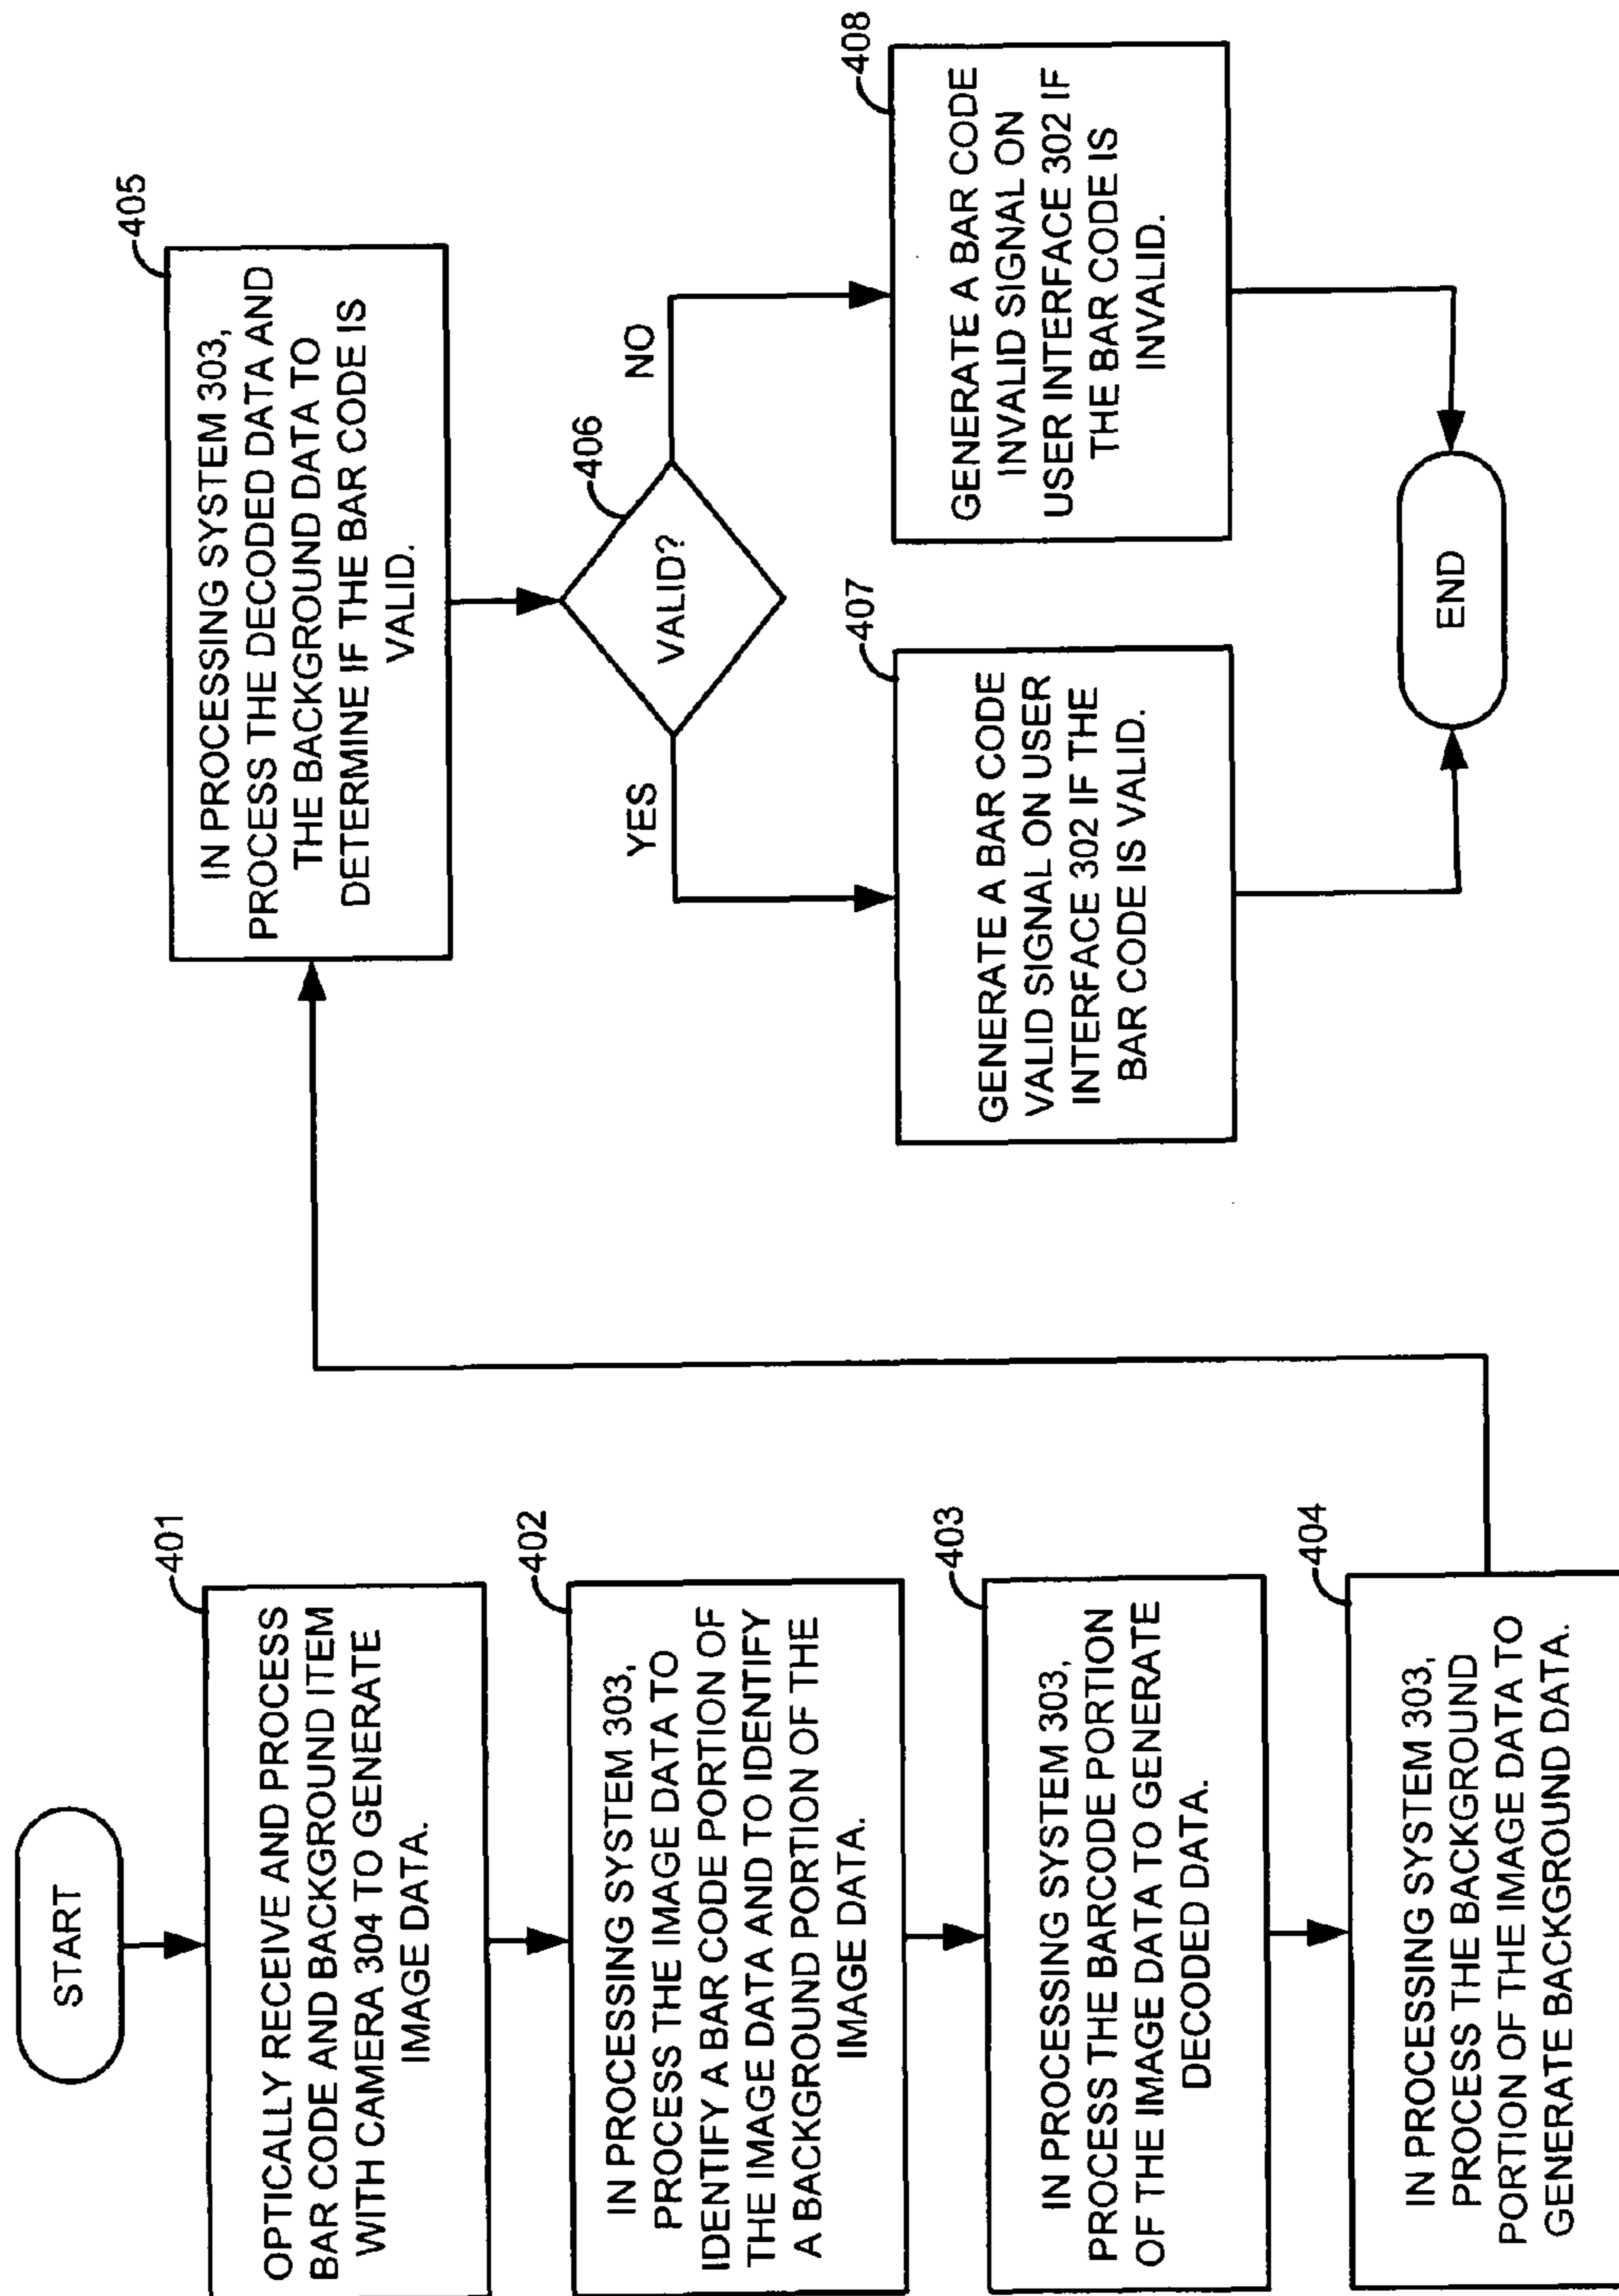 START
401
OPTICALLY RECEIVE AND PROCESS
BAR CODE AND BACKGROUND ITEM
WITH CAMERA 304 TO GENERATE
IMAGE DATA.
402
IN PROCESSING SYSTEM 303,
PROCESS THE IMAGE DATA TO
IDENTIFY A BAR CODE PORTION OF
THE IMAGE DATA AND TO IDENTIFY
A BACKGROUND PORTION OF THE
IMAGE DATA.
403
IN PROCESSING SYSTEM 303,
PROCESS THE BARCODE PORTION
OF THE IMAGE DATA TO GENERATE
DECODED DATA.
404
IN PROCESSING SYSTEM 303,
PROCESS THE BACKGROUND
PORTION OF THE IMAGE DATA TO
GENERATE BACKGROUND DATA.
405
IN PROCESSING SYSTEM 303,
PROCESS THE DECODED DATA AND
THE BACKGROUND DATA TO
DETERMINE IF THE BAR CODE IS
VALID.
406
VALID?
YES
NO
407
GENERATE A BAR CODE
VALID SIGNAL ON USER
INTERFACE 302 IF THE
BAR CODE IS VALID.
408
GENERATE A BAR CODE
INVALID SIGNAL ON
USER INTERFACE 302 IF
THE BAR CODE IS
INVALID.
END